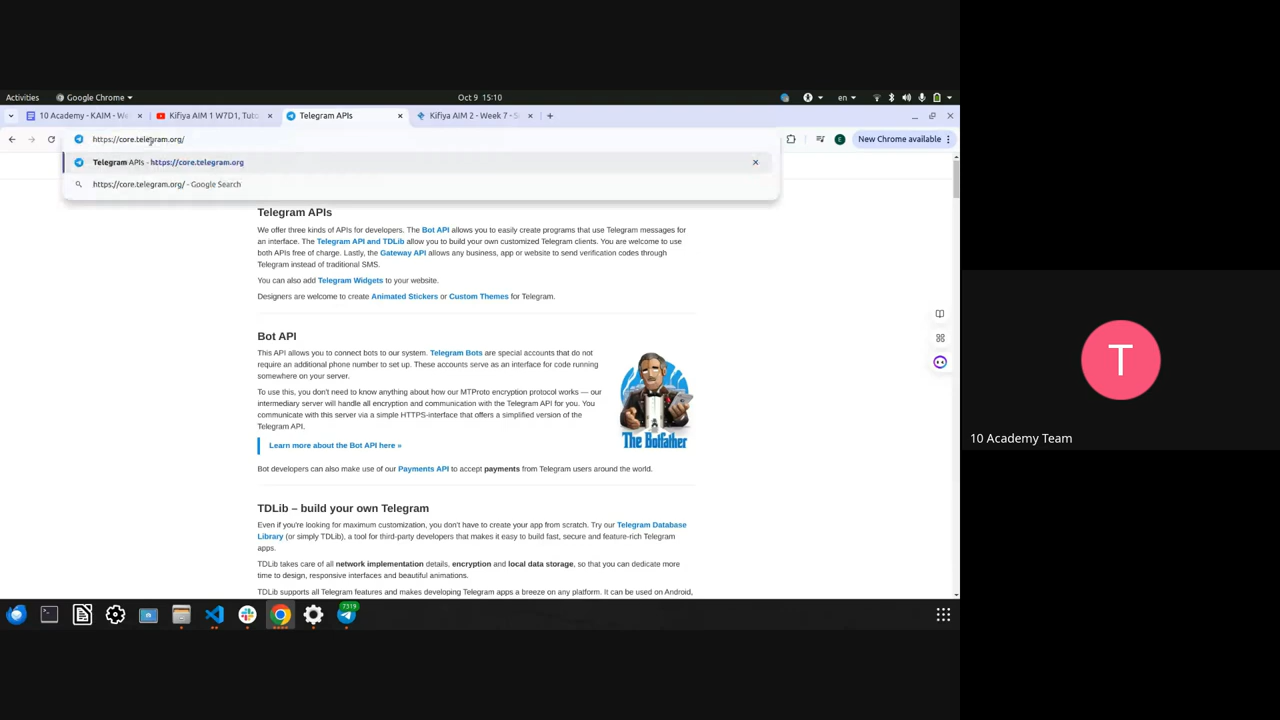 Activities Google Chrome Oct 9 15:10 en
10 Academy - KAIM - We Kifiya AIM 1 W7D1, Tuto Telegram APIs Kifiya AIM 2 - Week 7 - S
https://core.telegram.org/ E New Chrome available
Telegram APIs - https://core.telegram.org
https://core.telegram.org/ - Google Search
Telegram APIs
We offer three kinds of APIs for developers. The Bot API allows you to easily create programs that use Telegram messages for
an interface. The Telegram API and TDLib allow you to build your own customized Telegram clients. You are welcome to use
both APIs free of charge. Lastly, the Gateway API allows any business, app or website to send verification codes through
Telegram instead of traditional SMS.
You can also add Telegram Widgets to your website.
Designers are welcome to create Animated Stickers or Custom Themes for Telegram.
Bot API
This API allows you to connect bots to our system. Telegram Bots are special accounts that do not
require an additional phone number to set up. These accounts serve as an interface for code running
somewhere on your server.
To use this, you don't need to know anything about how our MTProto encryption protocol works — our
intermediary server will handle all encryption and communication with the Telegram API for you. You
communicate with this server via a simple HTTPS-interface that offers a simplified version of the
Telegram API.
The Botfather
Learn more about the Bot API here »
Bot developers can also make use of our Payments API to accept payments from Telegram users around the world.
TDLib – build your own Telegram
Even if you're looking for maximum customization, you don't have to create your app from scratch. Try our Telegram Database
Library (or simply TDLib), a tool for third-party developers that makes it easy to build fast, secure and feature-rich Telegram
apps.
TDLib takes care of all network implementation details, encryption and local data storage, so that you can dedicate more
time to design, responsive interfaces and beautiful animations.
TDLib supports all Telegram features and makes developing Telegram apps a breeze on any platform. It can be used on Android,
7319
T
10 Academy Team